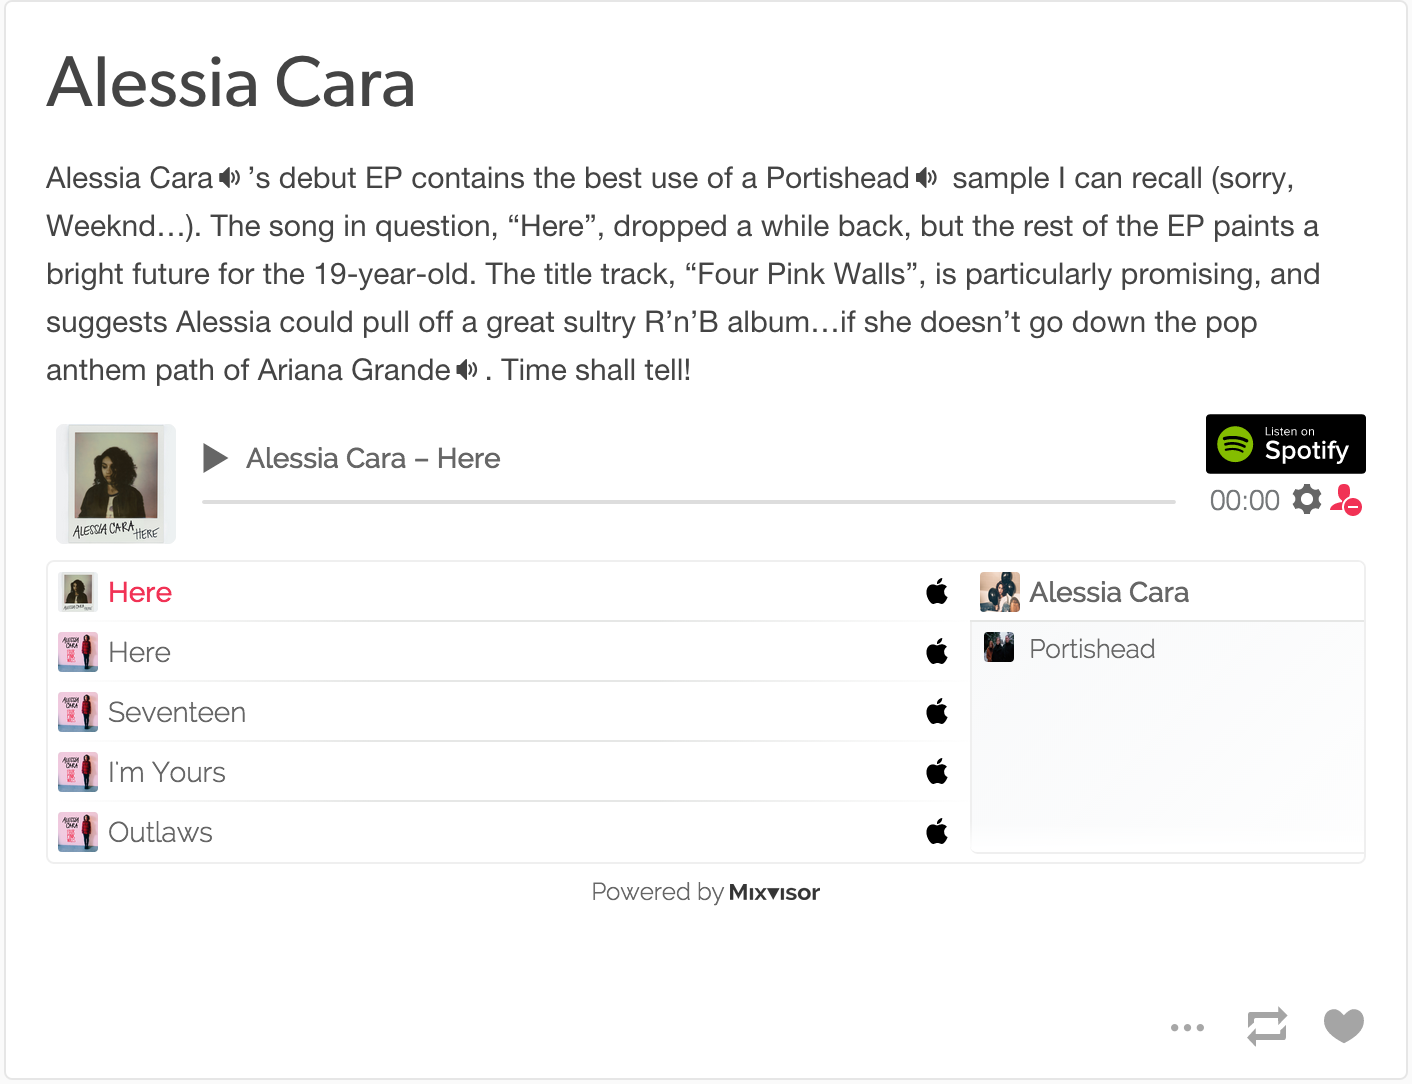 Alessia Cara
Alessia Cara 's debut EP contains the best use of a Portishead sample I can recall (sorry,
Weeknd…). The song in question, “Here”, dropped a while back, but the rest of the EP paints a
bright future for the 19-year-old. The title track, “Four Pink Walls”, is particularly promising, and
suggests Alessia could pull off a great sultry R’n’B album…if she doesn’t go down the pop
anthem path of Ariana Grande . Time shall tell!
ALESSIA CARA, HERE
Alessia Cara – Here
Listen on
Spotify
00:00
Here
Here
Seventeen
I'm Yours
Outlaws
Alessia Cara
Portishead
Powered by Mixvisor